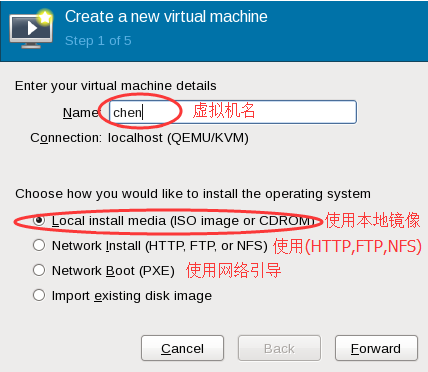 Create a new virtual machine
Step 1 of 5
Enter your virtual machine details
Name: chen 虚拟机名
Connection: localhost (QEMU/KVM)
Choose how you would like to install the operating system
Local install media (ISO image or CDROM) 使用本地镜像
Network Install (HTTP, FTP, or NFS) 使用(HTTP,FTP,NFS)
Network Boot (PXE) 使用网络引导
Import existing disk image
Cancel Back Forward